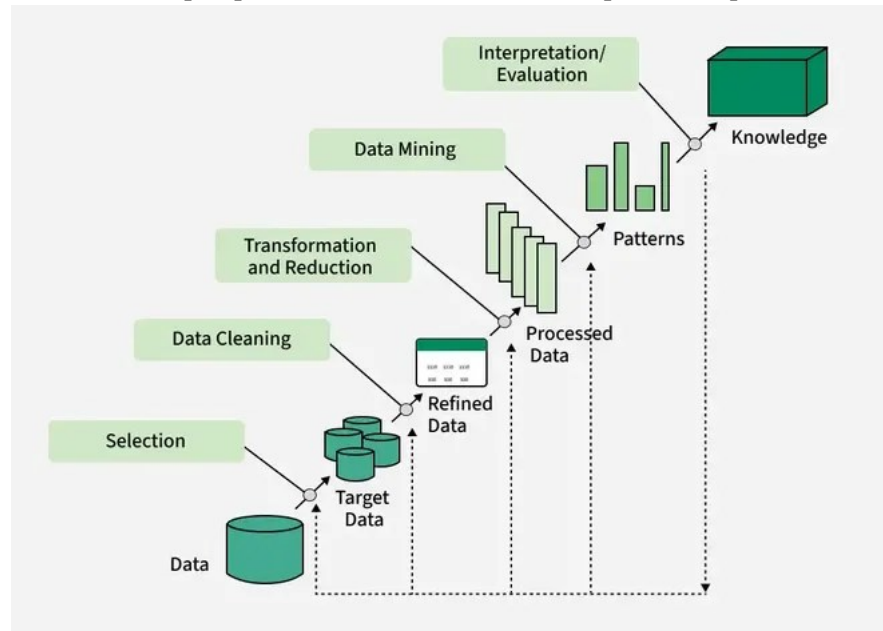 Interpretation/
Evaluation
Knowledge
Data Mining
Patterns
Transformation
and Reduction
Processed
Data
Data Cleaning
Refined
Data
Selection
Target
Data
Data